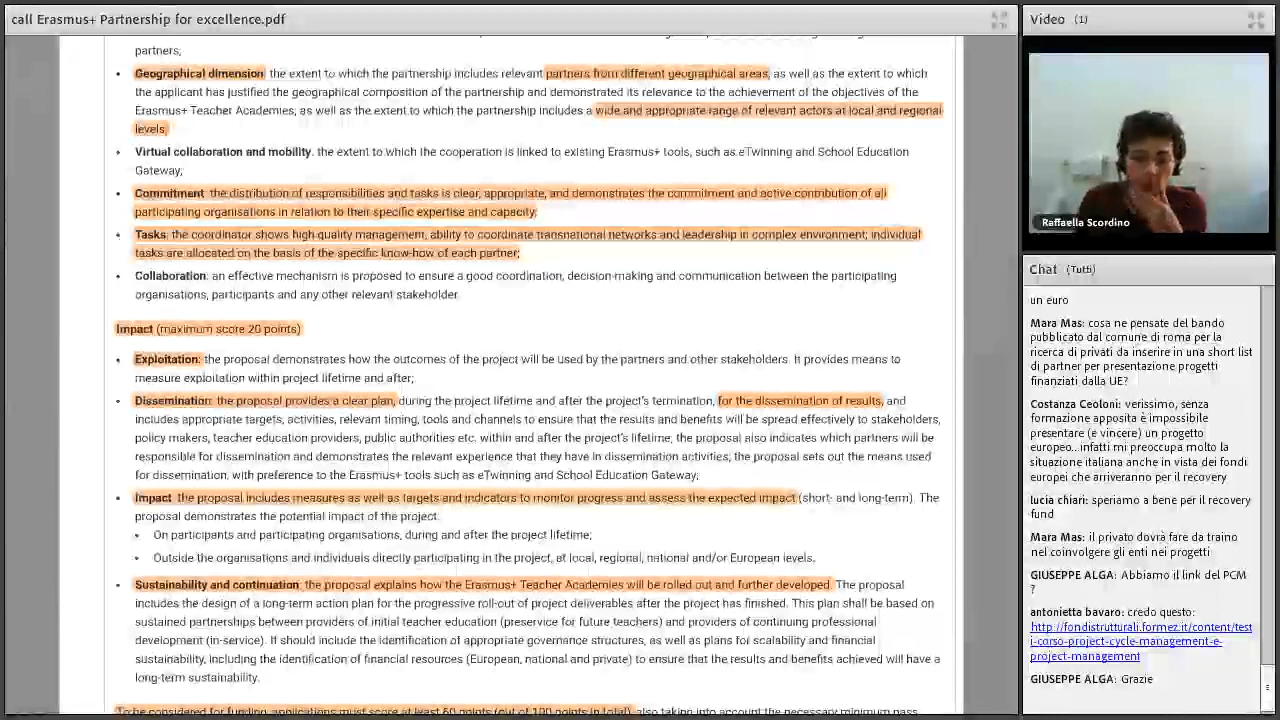 call Erasmus+ Partnership for excellence.pdf
partners;
• Geographical dimension: the extent to which the partnership includes relevant partners from different geographical areas, as well as the extent to which
the applicant has justified the geographical composition of the partnership and demonstrated its relevance to the achievement of the objectives of the
Erasmus+ Teacher Academies, as well as the extent to which the partnership includes a wide and appropriate range of relevant actors at local and regional
levels;
• Virtual collaboration and mobility: the extent to which the cooperation is linked to existing Erasmus+ tools, such as eTwinning and School Education
Gateway;
• Commitment: the distribution of responsibilities and tasks is clear, appropriate, and demonstrates the commitment and active contribution of all
participating organisations in relation to their specific expertise and capacity;
• Tasks: the coordinator shows high-quality management, ability to coordinate transnational networks and leadership in complex environment; individual
tasks are allocated on the basis of the specific know-how of each partner;
• Collaboration: an effective mechanism is proposed to ensure a good coordination, decision-making and communication between the participating
organisations, participants and any other relevant stakeholder.
Impact (maximum score 20 points)
• Exploitation: the proposal demonstrates how the outcomes of the project will be used by the partners and other stakeholders. It provides means to
measure exploitation within project lifetime and after;
• Dissemination: the proposal provides a clear plan, during the project lifetime and after the project's termination, for the dissemination of results, and
includes appropriate targets, activities, relevant timing, tools and channels to ensure that the results and benefits will be spread effectively to stakeholders,
policy makers, teacher education providers, public authorities etc. within and after the project's lifetime; the proposal also indicates which partners will be
responsible for dissemination and demonstrates the relevant experience that they have in dissemination activities; the proposal sets out the means used
for dissemination, with preference to the Erasmus+ tools such as eTwinning and School Education Gateway;
• Impact: the proposal includes measures as well as targets and indicators to monitor progress and assess the expected impact (short- and long-term). The
proposal demonstrates the potential impact of the project:
• On participants and participating organisations, during and after the project lifetime;
• Outside the organisations and individuals directly participating in the project, at local, regional, national and/or European levels.
• Sustainability and continuation: the proposal explains how the Erasmus+ Teacher Academies will be rolled out and further developed. The proposal
includes the design of a long-term action plan for the progressive roll-out of project deliverables after the project has finished. This plan shall be based on
sustained partnerships between providers of initial teacher education (preservice for future teachers) and providers of continuing professional
development (in-service). It should include the identification of appropriate governance structures, as well as plans for scalability and financial
sustainability, including the identification of financial resources (European, national and private) to ensure that the results and benefits achieved will have a
long-term sustainability.
To be considered for funding, applications must score at least 60 points (out of 100 points in total), also taking into account the necessary minimum pass
Video (1)
Raffaella Scordino
Chat (Tutti)
un euro
Mara Mas: cosa ne pensate del bando
pubblicato dal comune di roma per la
ricerca di privati da inserire in una short list
di partner per presentazione progetti
finanziati dalla UE?
Costanza Ceoloni: verissimo, senza
formazione apposita è impossibile
presentare (e vincere) un progetto
europeo...infatti mi preoccupa molto la
situazione italiana anche in vista dei fondi
europei che arriveranno per il recovery
lucia chiari: speriamo a bene per il recovery
fund
Mara Mas: il privato dovrà fare da traino
nel coinvolgere gli enti nei progetti
GIUSEPPE ALGA: Abbiamo il link del PCM
?
antonietta bavaro: credo questo:
http://fondistrutturali.formez.it/content/test
i-corso-project-cycle-management-e-
project-management
GIUSEPPE ALGA: Grazie